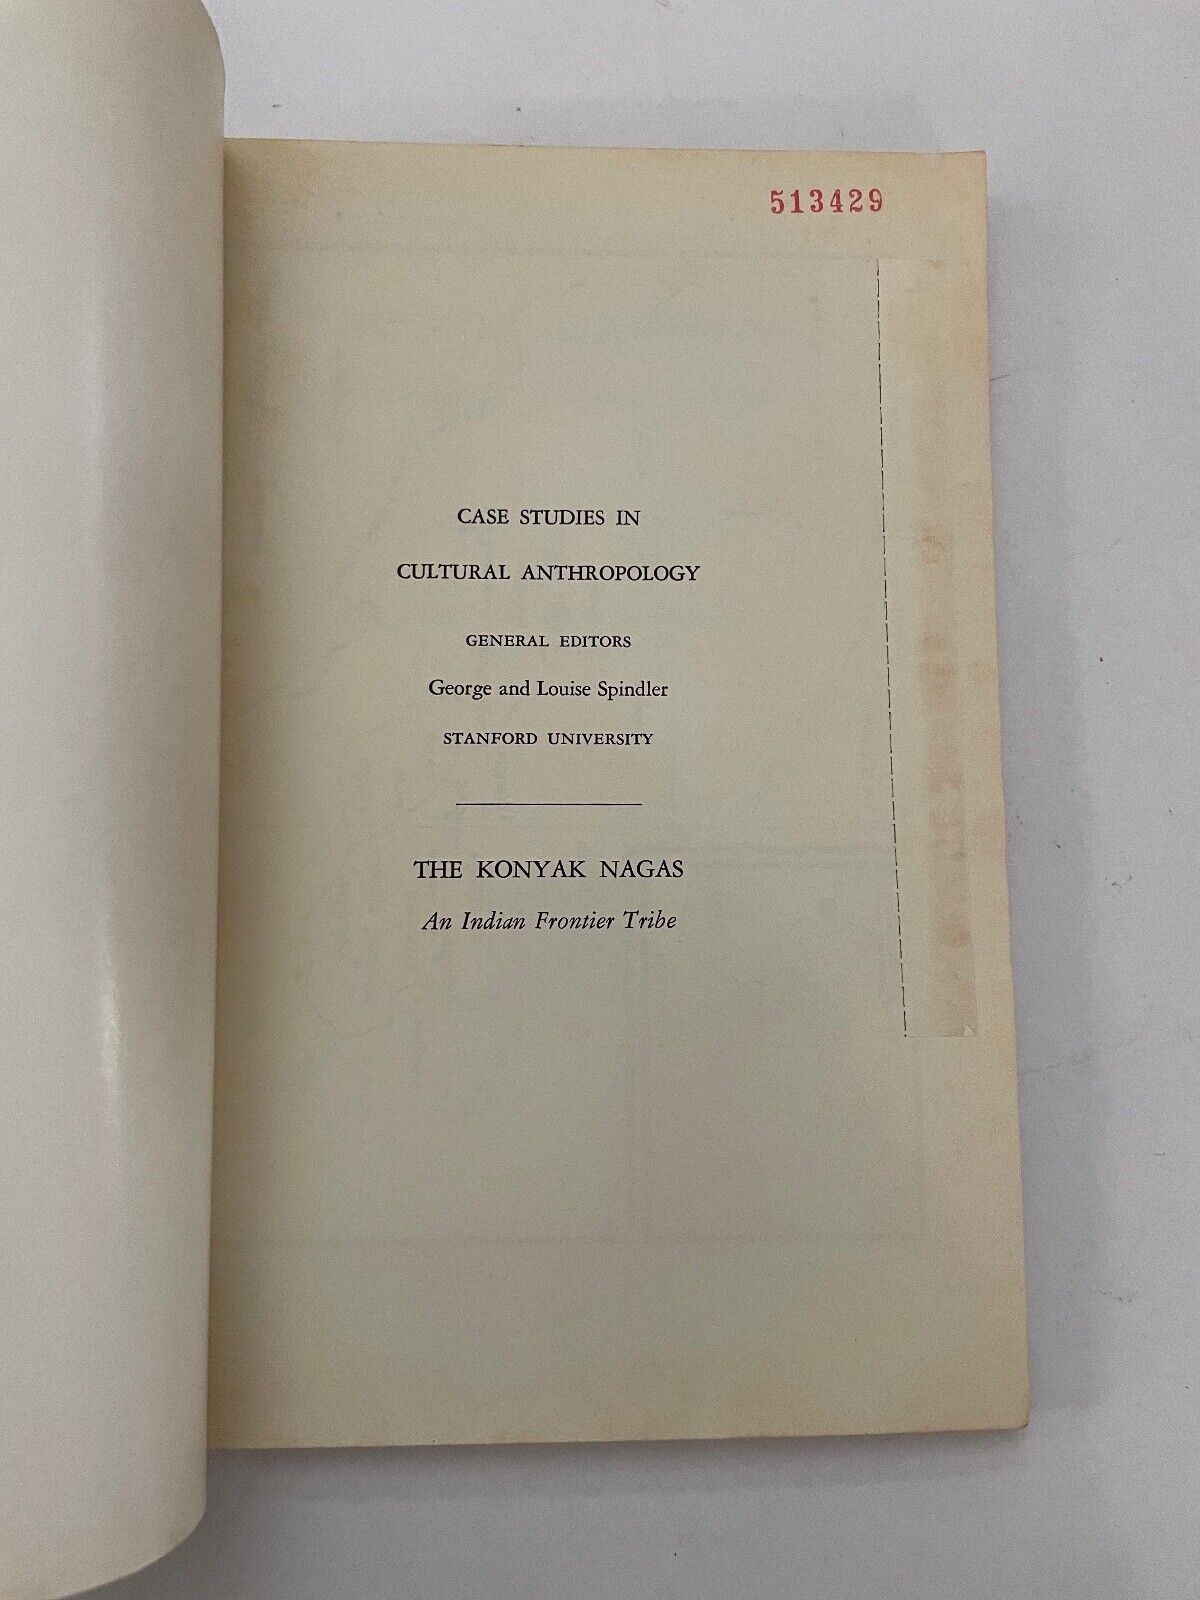 513429
CASE STUDIES IN
CULTURAL ANTHROPOLOGY
GENERAL EDITORS
George and Louise Spindler
STANFORD UNIVERSITY
THE KONYAK NAGAS
An Indian Frontier Tribe